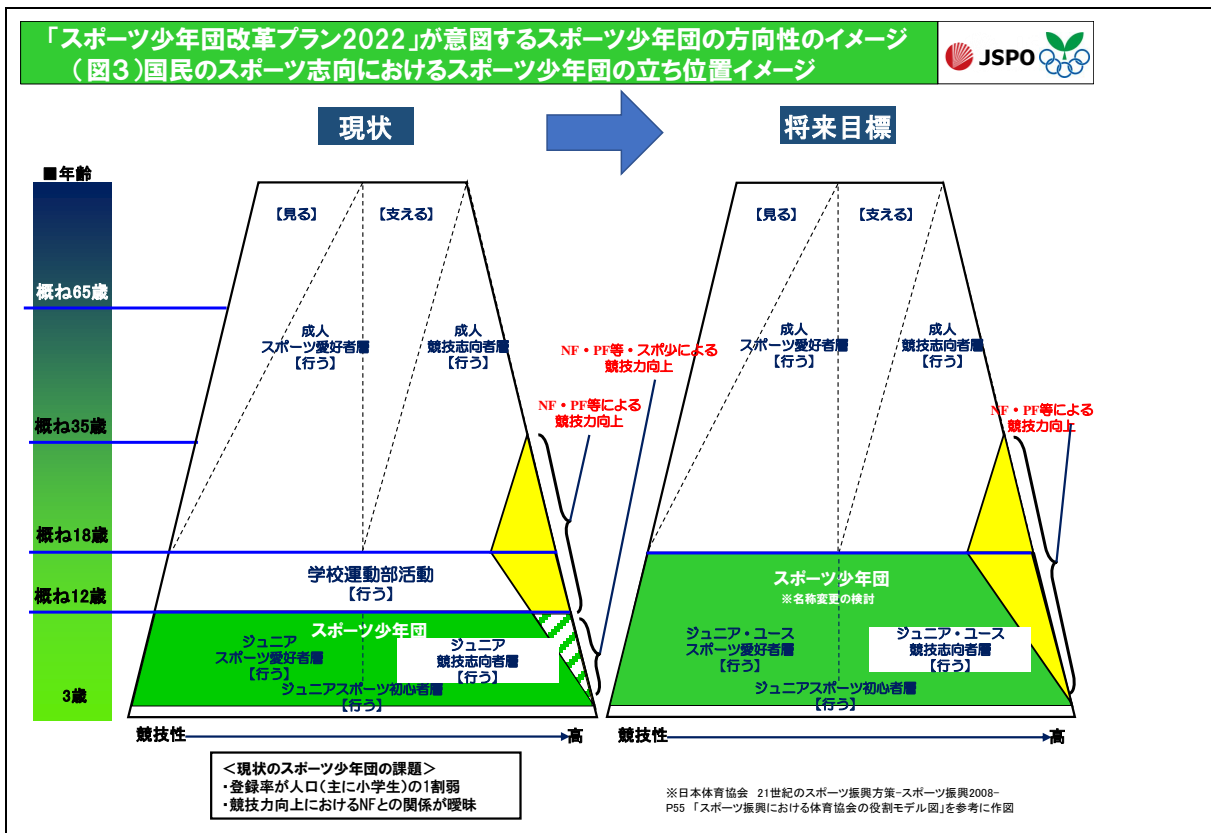 「スポーツ少年団改革プラン2022」が意図するスポーツ少年団の方向性のイメージ
(図3)国民のスポーツ志向におけるスポーツ少年団の立ち位置イメージ
JSPO
現状
将来目標
■年齢
概ね65歳
概ね35歳
概ね18歳
概ね12歳
3歳
【見る】
【支える】
成人
スポーツ愛好者層
【行う】
成人
競技志向者層
【行う】
NF・PF等・スポ少による
競技力向上
NF・PF等による
競技力向上
学校運動部活動
【行う】
スポーツ少年団
ジュニア
スポーツ愛好者層
【行う】
ジュニア
競技志向者層
【行う】
ジュニアスポーツ初心者層
【行う】
競技性
高
【見る】
【支える】
成人
スポーツ愛好者層
【行う】
成人
競技志向者層
【行う】
NF・PF等による
競技力向上
スポーツ少年団
※名称変更の検討
ジュニア・ユース
スポーツ愛好者層
【行う】
ジュニア・ユース
競技志向者層
【行う】
ジュニアスポーツ初心者層
【行う】
競技性
高
<現状のスポーツ少年団の課題>
・登録率が人口(主に小学生)の1割弱
・競技力向上におけるNFとの関係が曖昧
※日本体育協会 21世紀のスポーツ振興方策-スポーツ振興2008-
P55 「スポーツ振興における体育協会の役割モデル図」を参考に作図